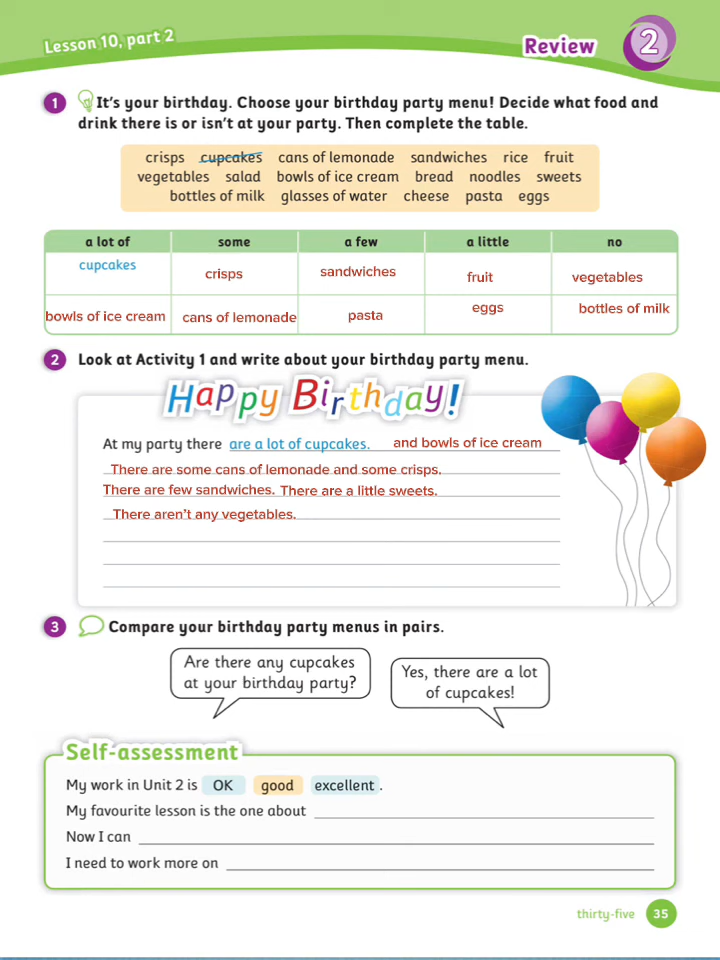 Lesson 10, part 2
Review 2
1 It's your birthday. Choose your birthday party menu! Decide what food and
drink there is or isn't at your party. Then complete the table.
crisps cupcakes cans of lemonade sandwiches rice fruit
vegetables salad bowls of ice cream bread noodles sweets
bottles of milk glasses of water cheese pasta eggs
a lot of some a few a little no
cupcakes crisps sandwiches fruit vegetables
bowls of ice cream cans of lemonade pasta eggs bottles of milk
2 Look at Activity 1 and write about your birthday party menu.
Happy Birthday!
At my party there are a lot of cupcakes. and bowls of ice cream
There are some cans of lemonade and some crisps.
There are few sandwiches. There are a little sweets.
There aren't any vegetables.
3 Compare your birthday party menus in pairs.
Are there any cupcakes
at your birthday party?
Yes, there are a lot
of cupcakes!
Self-assessment
My work in Unit 2 is OK good excellent.
My favourite lesson is the one about
Now I can
I need to work more on
thirty-five 35